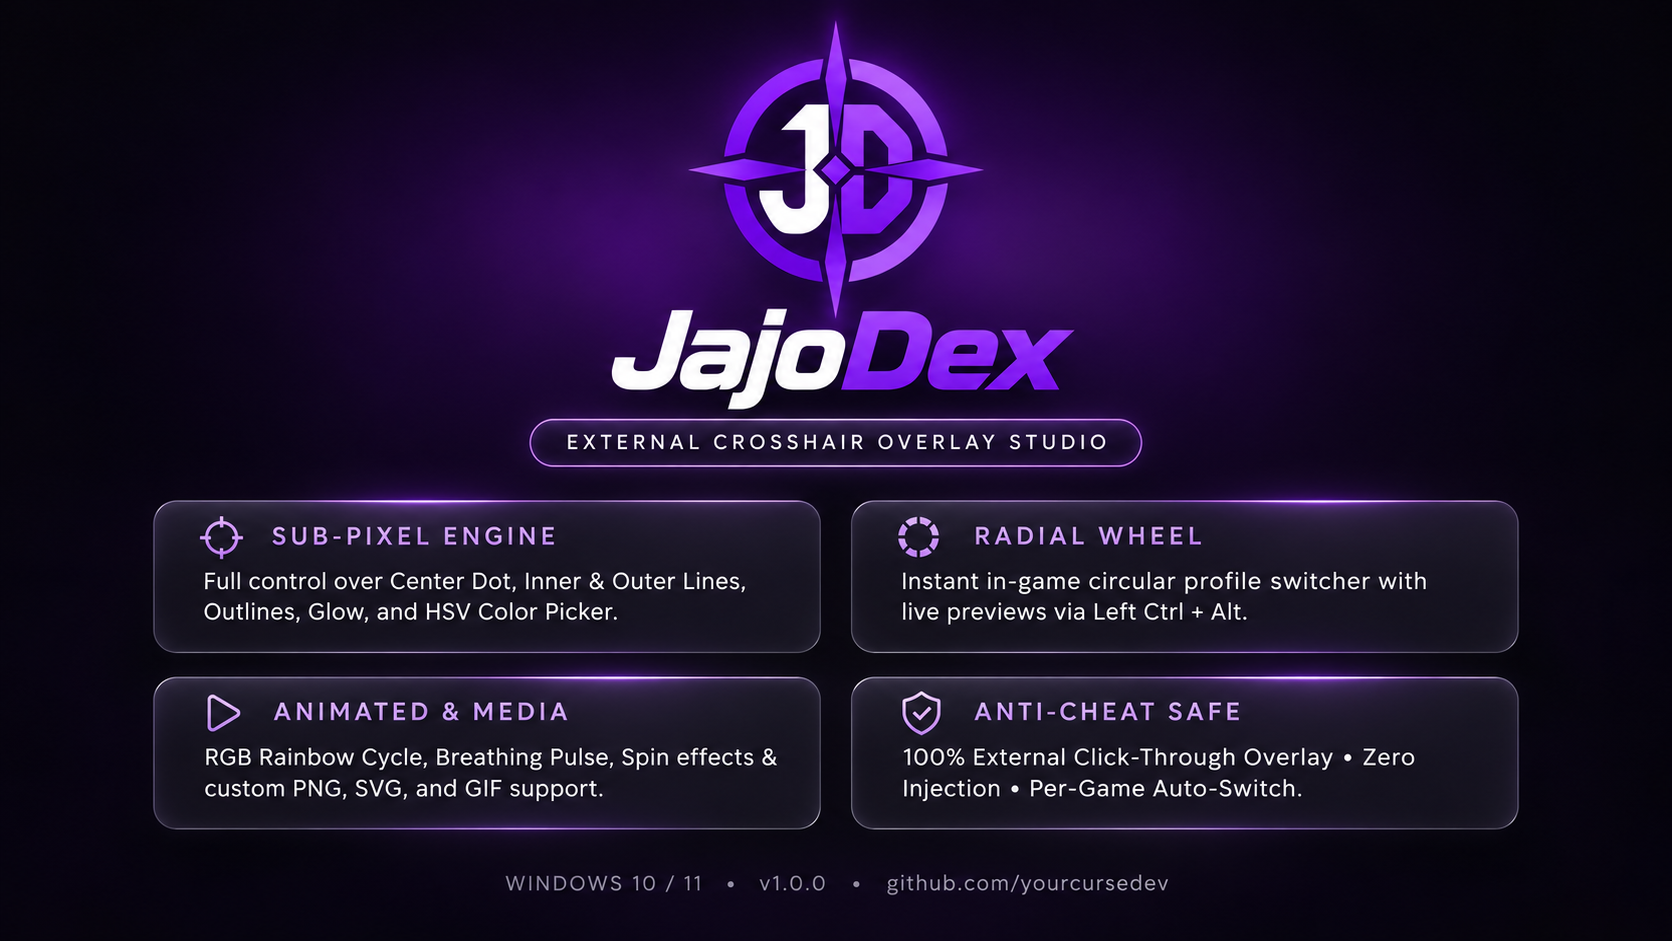 JD
JajoDex
EXTERNAL CROSSHAIR OVERLAY STUDIO
SUB-PIXEL ENGINE
Full control over Center Dot, Inner & Outer Lines,
Outlines, Glow, and HSV Color Picker.
RADIAL WHEEL
Instant in-game circular profile switcher with
live previews via Left Ctrl + Alt.
ANIMATED & MEDIA
RGB Rainbow Cycle, Breathing Pulse, Spin effects &
custom PNG, SVG, and GIF support.
ANTI-CHEAT SAFE
100% External Click-Through Overlay • Zero
Injection • Per-Game Auto-Switch.
WINDOWS 10 / 11 • v1.0.0 • github.com/yourcursedev